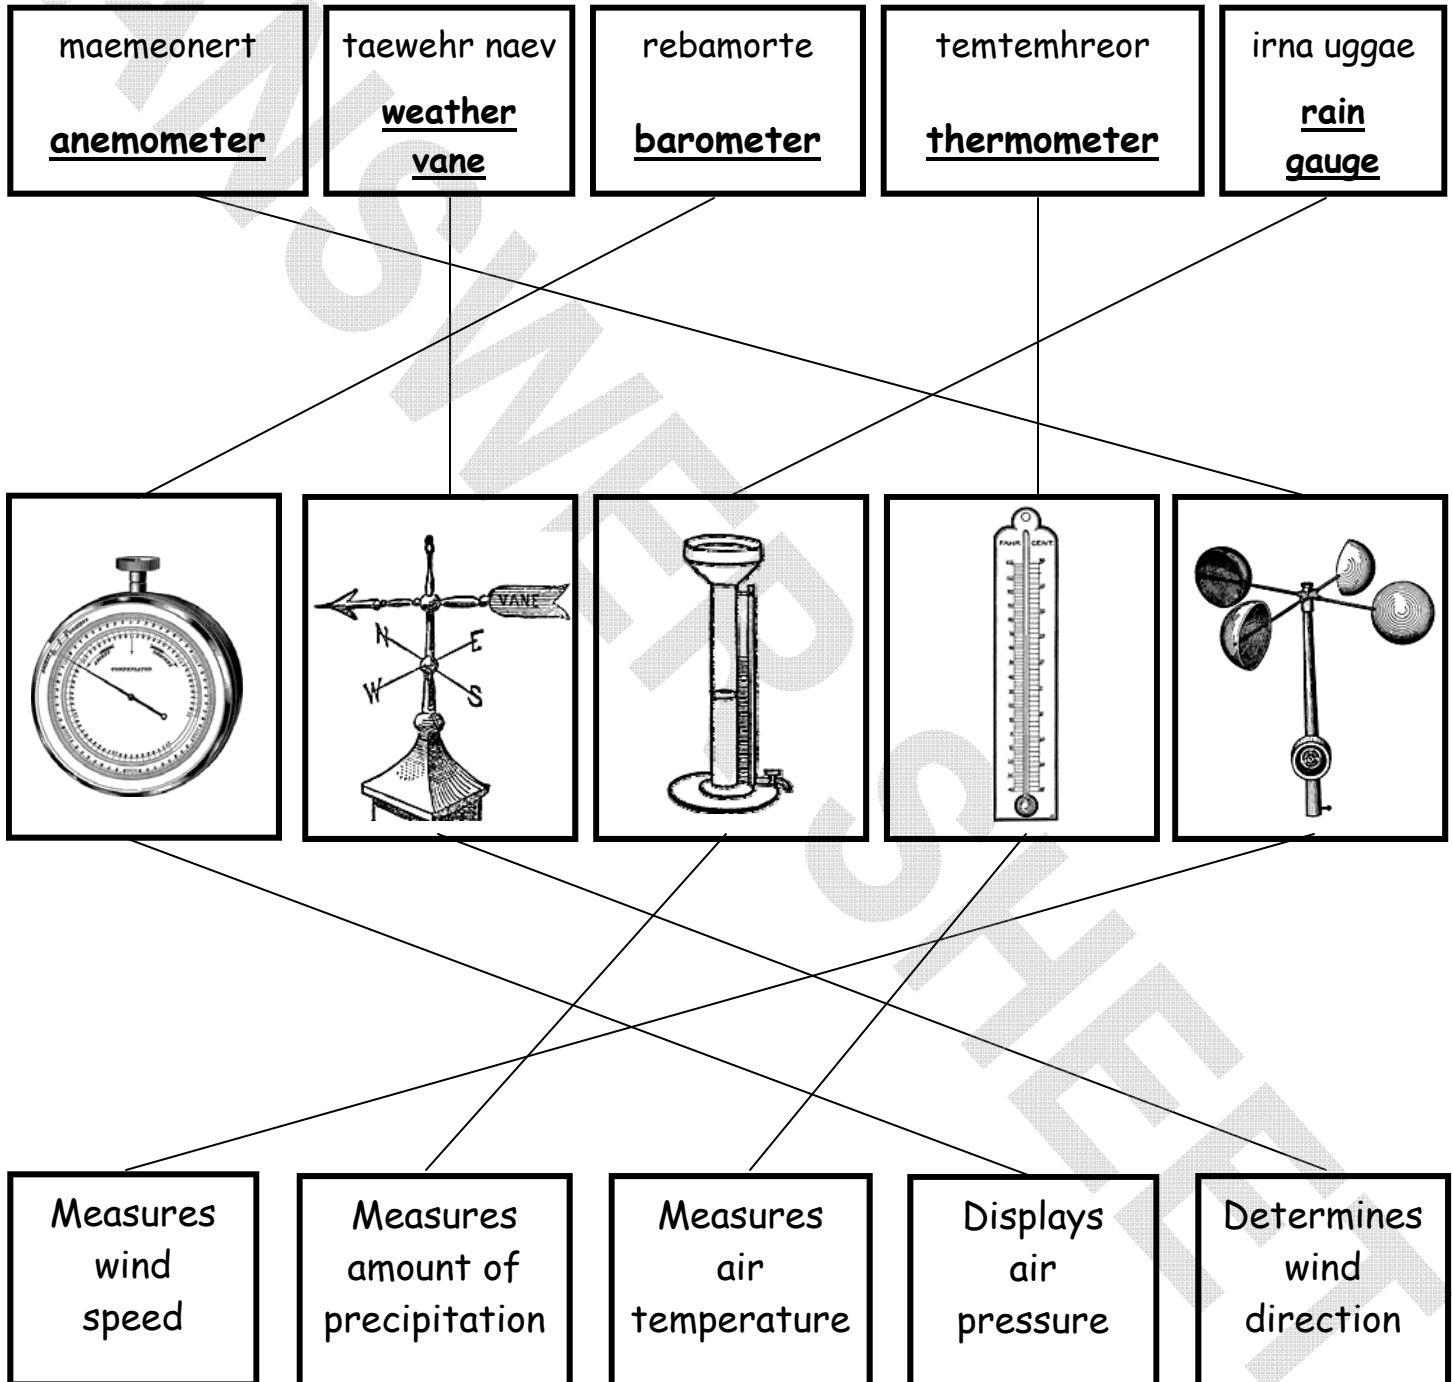 maemeonert
anemometer
taewehr naev
weather
vane
rebamorte
barometer
temtemhreor
thermometer
irna uggae
rain
gauge
VANE
N
E
W
S
FAHR CENT.
Measures
wind
speed
Measures
amount of
precipitation
Measures
air
temperature
Displays
air
pressure
Determines
wind
direction
ANSWER SHEET